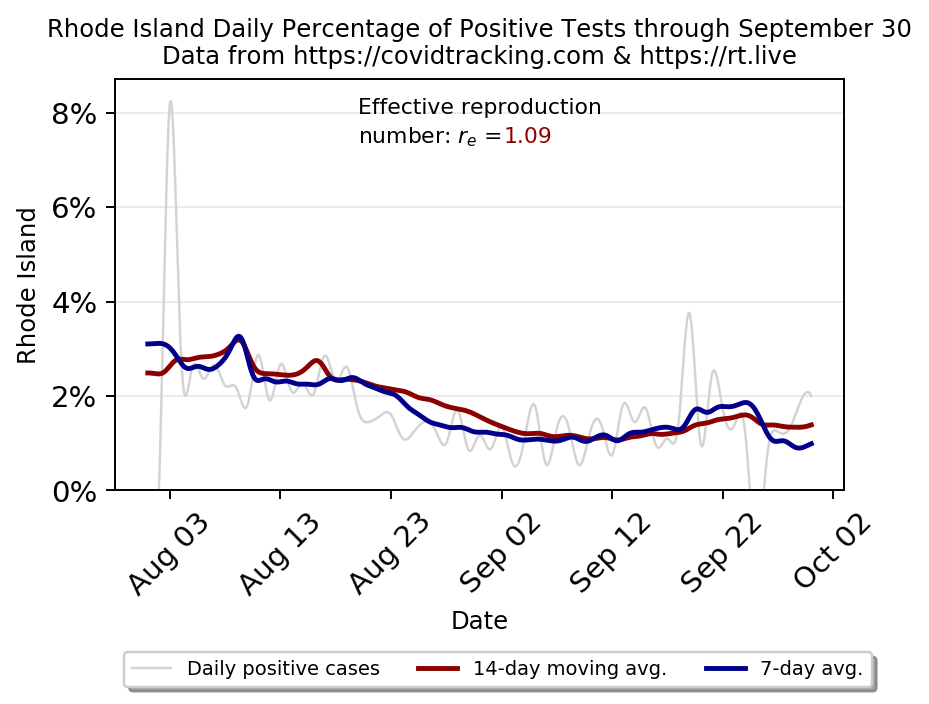 Rhode Island Daily Percentage of Positive Tests through September 30
Data from https://covidtracking.com & https://rt.live
Effective reproduction
number: rₑ =1.09
8%
6%
4%
2%
0%
Rhode Island
Aug 03
Aug 13
Aug 23
Sep 02
Sep 12
Sep 22
Oct 02
Date
Daily positive cases
14-day moving avg.
7-day avg.